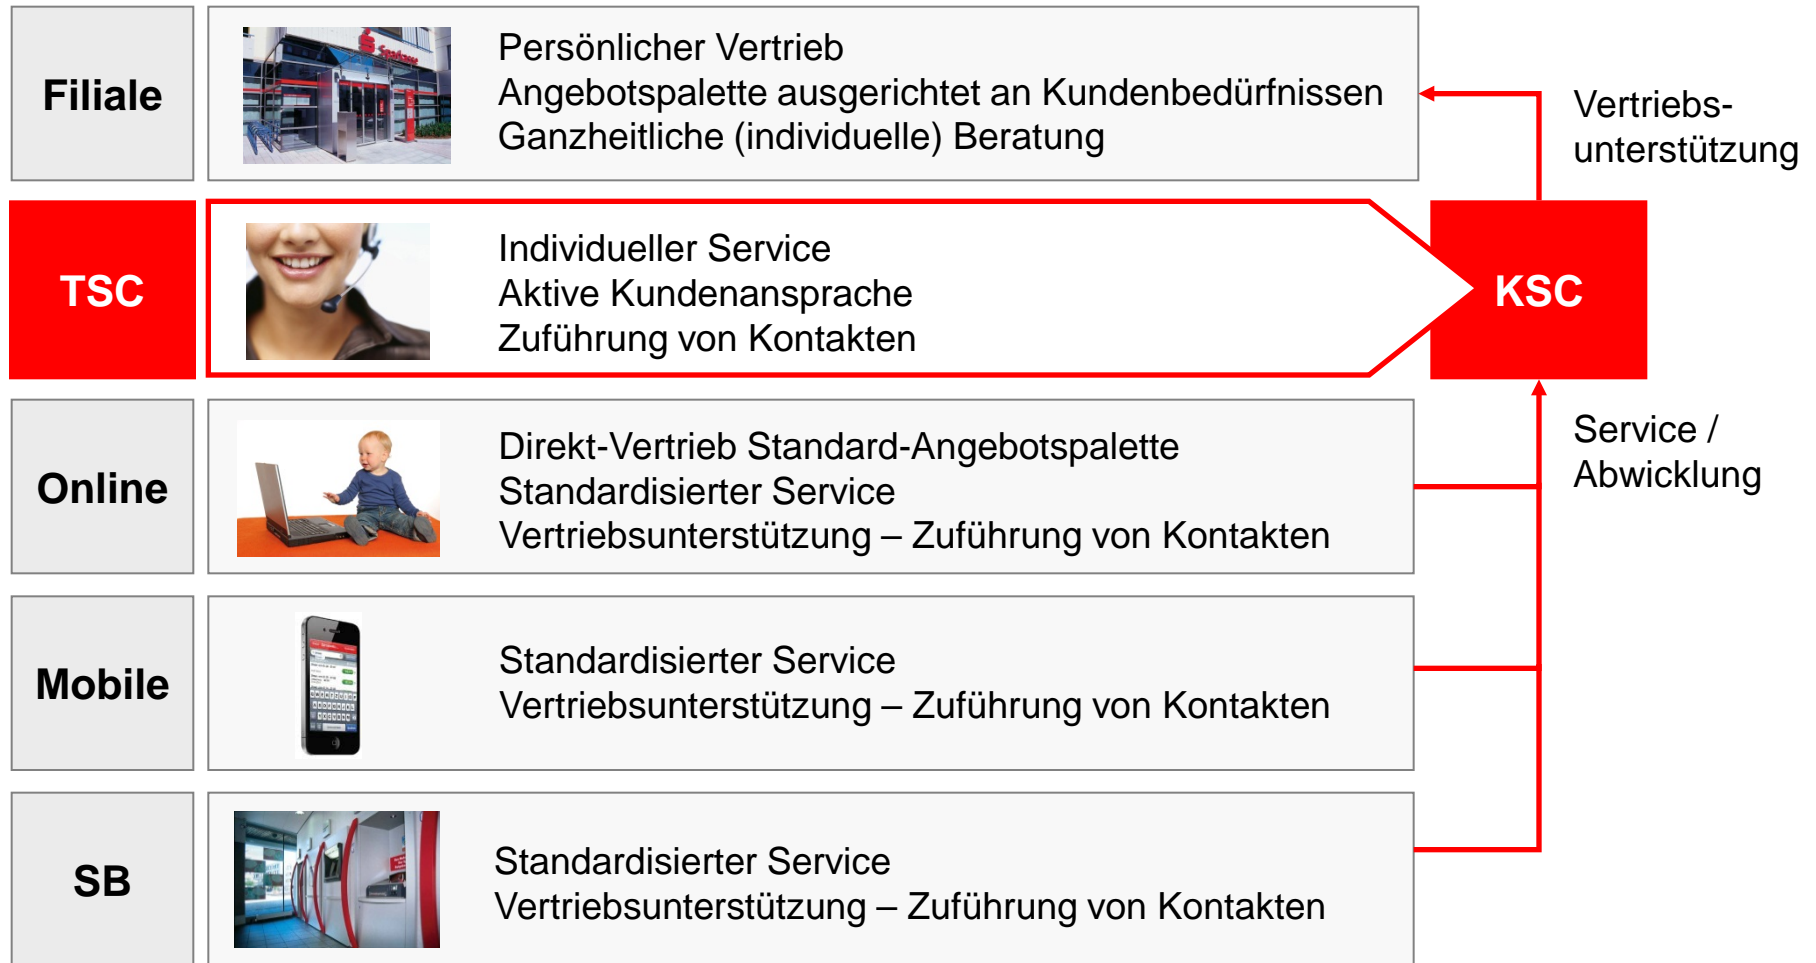 Filiale
Sparkasse
Persönlicher Vertrieb
Angebotspalette ausgerichtet an Kundenbedürfnissen
Ganzheitliche (individuelle) Beratung
Vertriebs-
unterstützung
TSC
Individueller Service
Aktive Kundenansprache
Zuführung von Kontakten
KSC
Online
Direkt-Vertrieb Standard-Angebotspalette
Standardisierter Service
Vertriebsunterstützung – Zuführung von Kontakten
Service /
Abwicklung
Mobile
Standardisierter Service
Vertriebsunterstützung – Zuführung von Kontakten
SB
Standardisierter Service
Vertriebsunterstützung – Zuführung von Kontakten